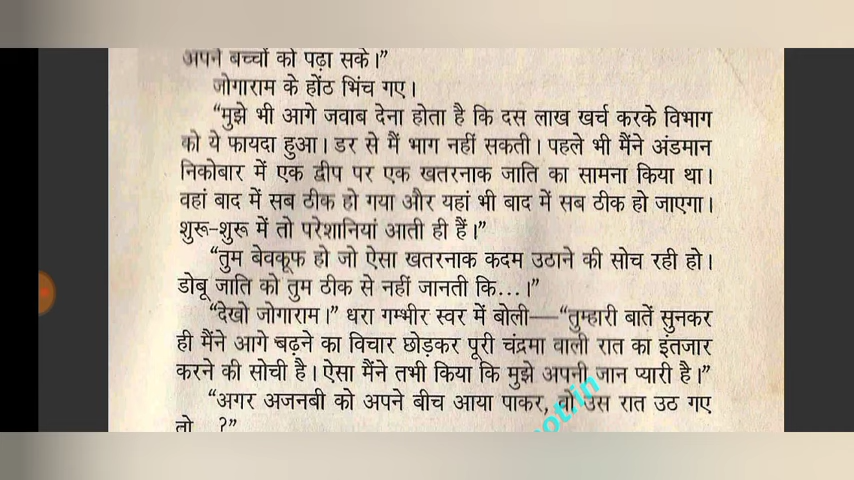 अपने बच्चों को पढ़ा सके।”
जोगाराम के होंठ भिंच गए।
“मुझे भी आगे जवाब देना होता है कि दस लाख खर्च करके विभाग
को ये फायदा हुआ। डर से मैं भाग नहीं सकती। पहले भी मैंने अंडमान
निकोबार में एक द्वीप पर एक खतरनाक जाति का सामना किया था।
वहां बाद में सब ठीक हो गया और यहां भी बाद में सब ठीक हो जाएगा।
शुरू-शुरू में तो परेशानियां आती ही हैं।”
“तुम बेवकूफ हो जो ऐसा खतरनाक कदम उठाने की सोच रही हो।
डोबू जाति को तुम ठीक से नहीं जानती कि...।”
“देखो जोगाराम।” धरा गम्भीर स्वर में बोली—“तुम्हारी बातें सुनकर
ही मैंने आगे बढ़ने का विचार छोड़कर पूरी चंद्रमा वाली रात का इंतजार
करने की सोची है। ऐसा मैंने तभी किया कि मुझे अपनी जान प्यारी है।”
“अगर अजनबी को अपने बीच आया पाकर, वो उस रात उठ गए
तो...?”
ot.in